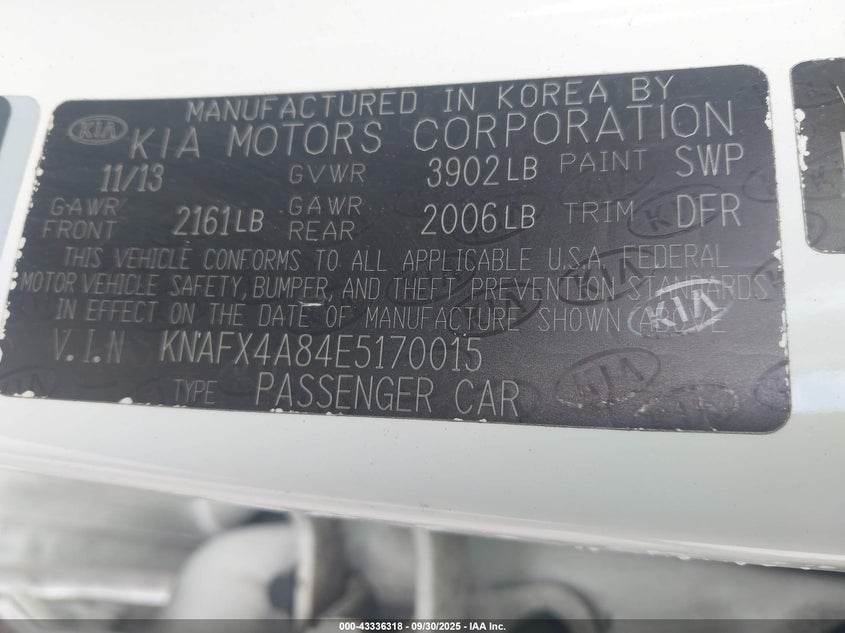 MANUFACTURED IN KOREA BY
KIA KIA MOTORS CORPORATION
11/13 GVWR 3902LB PAINT SWP
GAWR FRONT 2161LB GAWR REAR 2006LB TRIM DFR
THIS VEHICLE CONFORMS TO ALL APPLICABLE U.S.A. FEDERAL
MOTOR VEHICLE SAFETY, BUMPER, AND THEFT PREVENTION STANDARDS
IN EFFECT ON THE DATE OF MANUFACTURE SHOWN
V.I.N KNAFX4A84E5170015
TYPE PASSENGER CAR
KIA
000-43336318 - 09/30/2025 - IAA Inc.